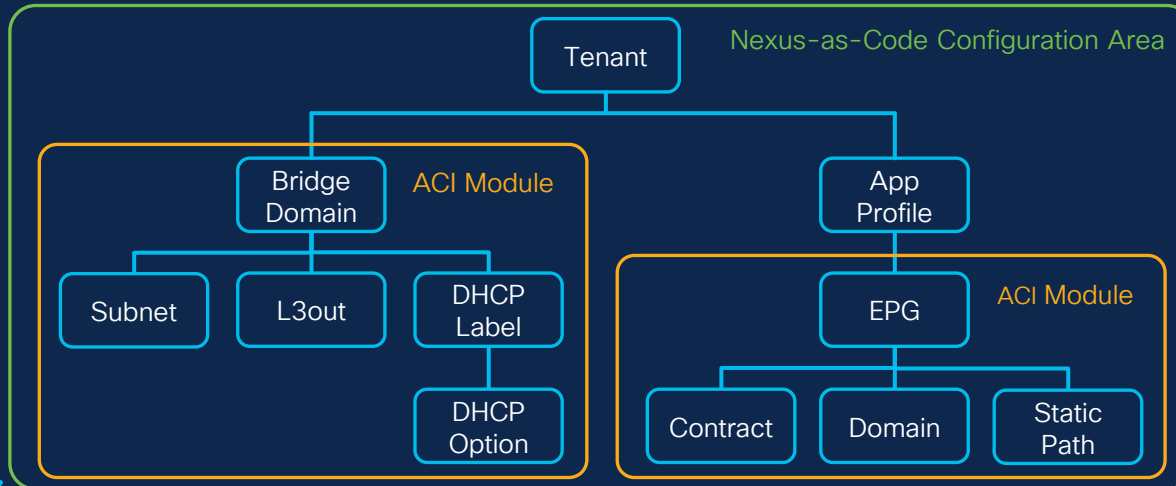 Nexus-as-Code Configuration Area
Tenant
Bridge
Domain
ACI Module
App
Profile
Subnet
L3out
DHCP
Label
EPG
ACI Module
DHCP
Option
Contract
Domain
Static
Path